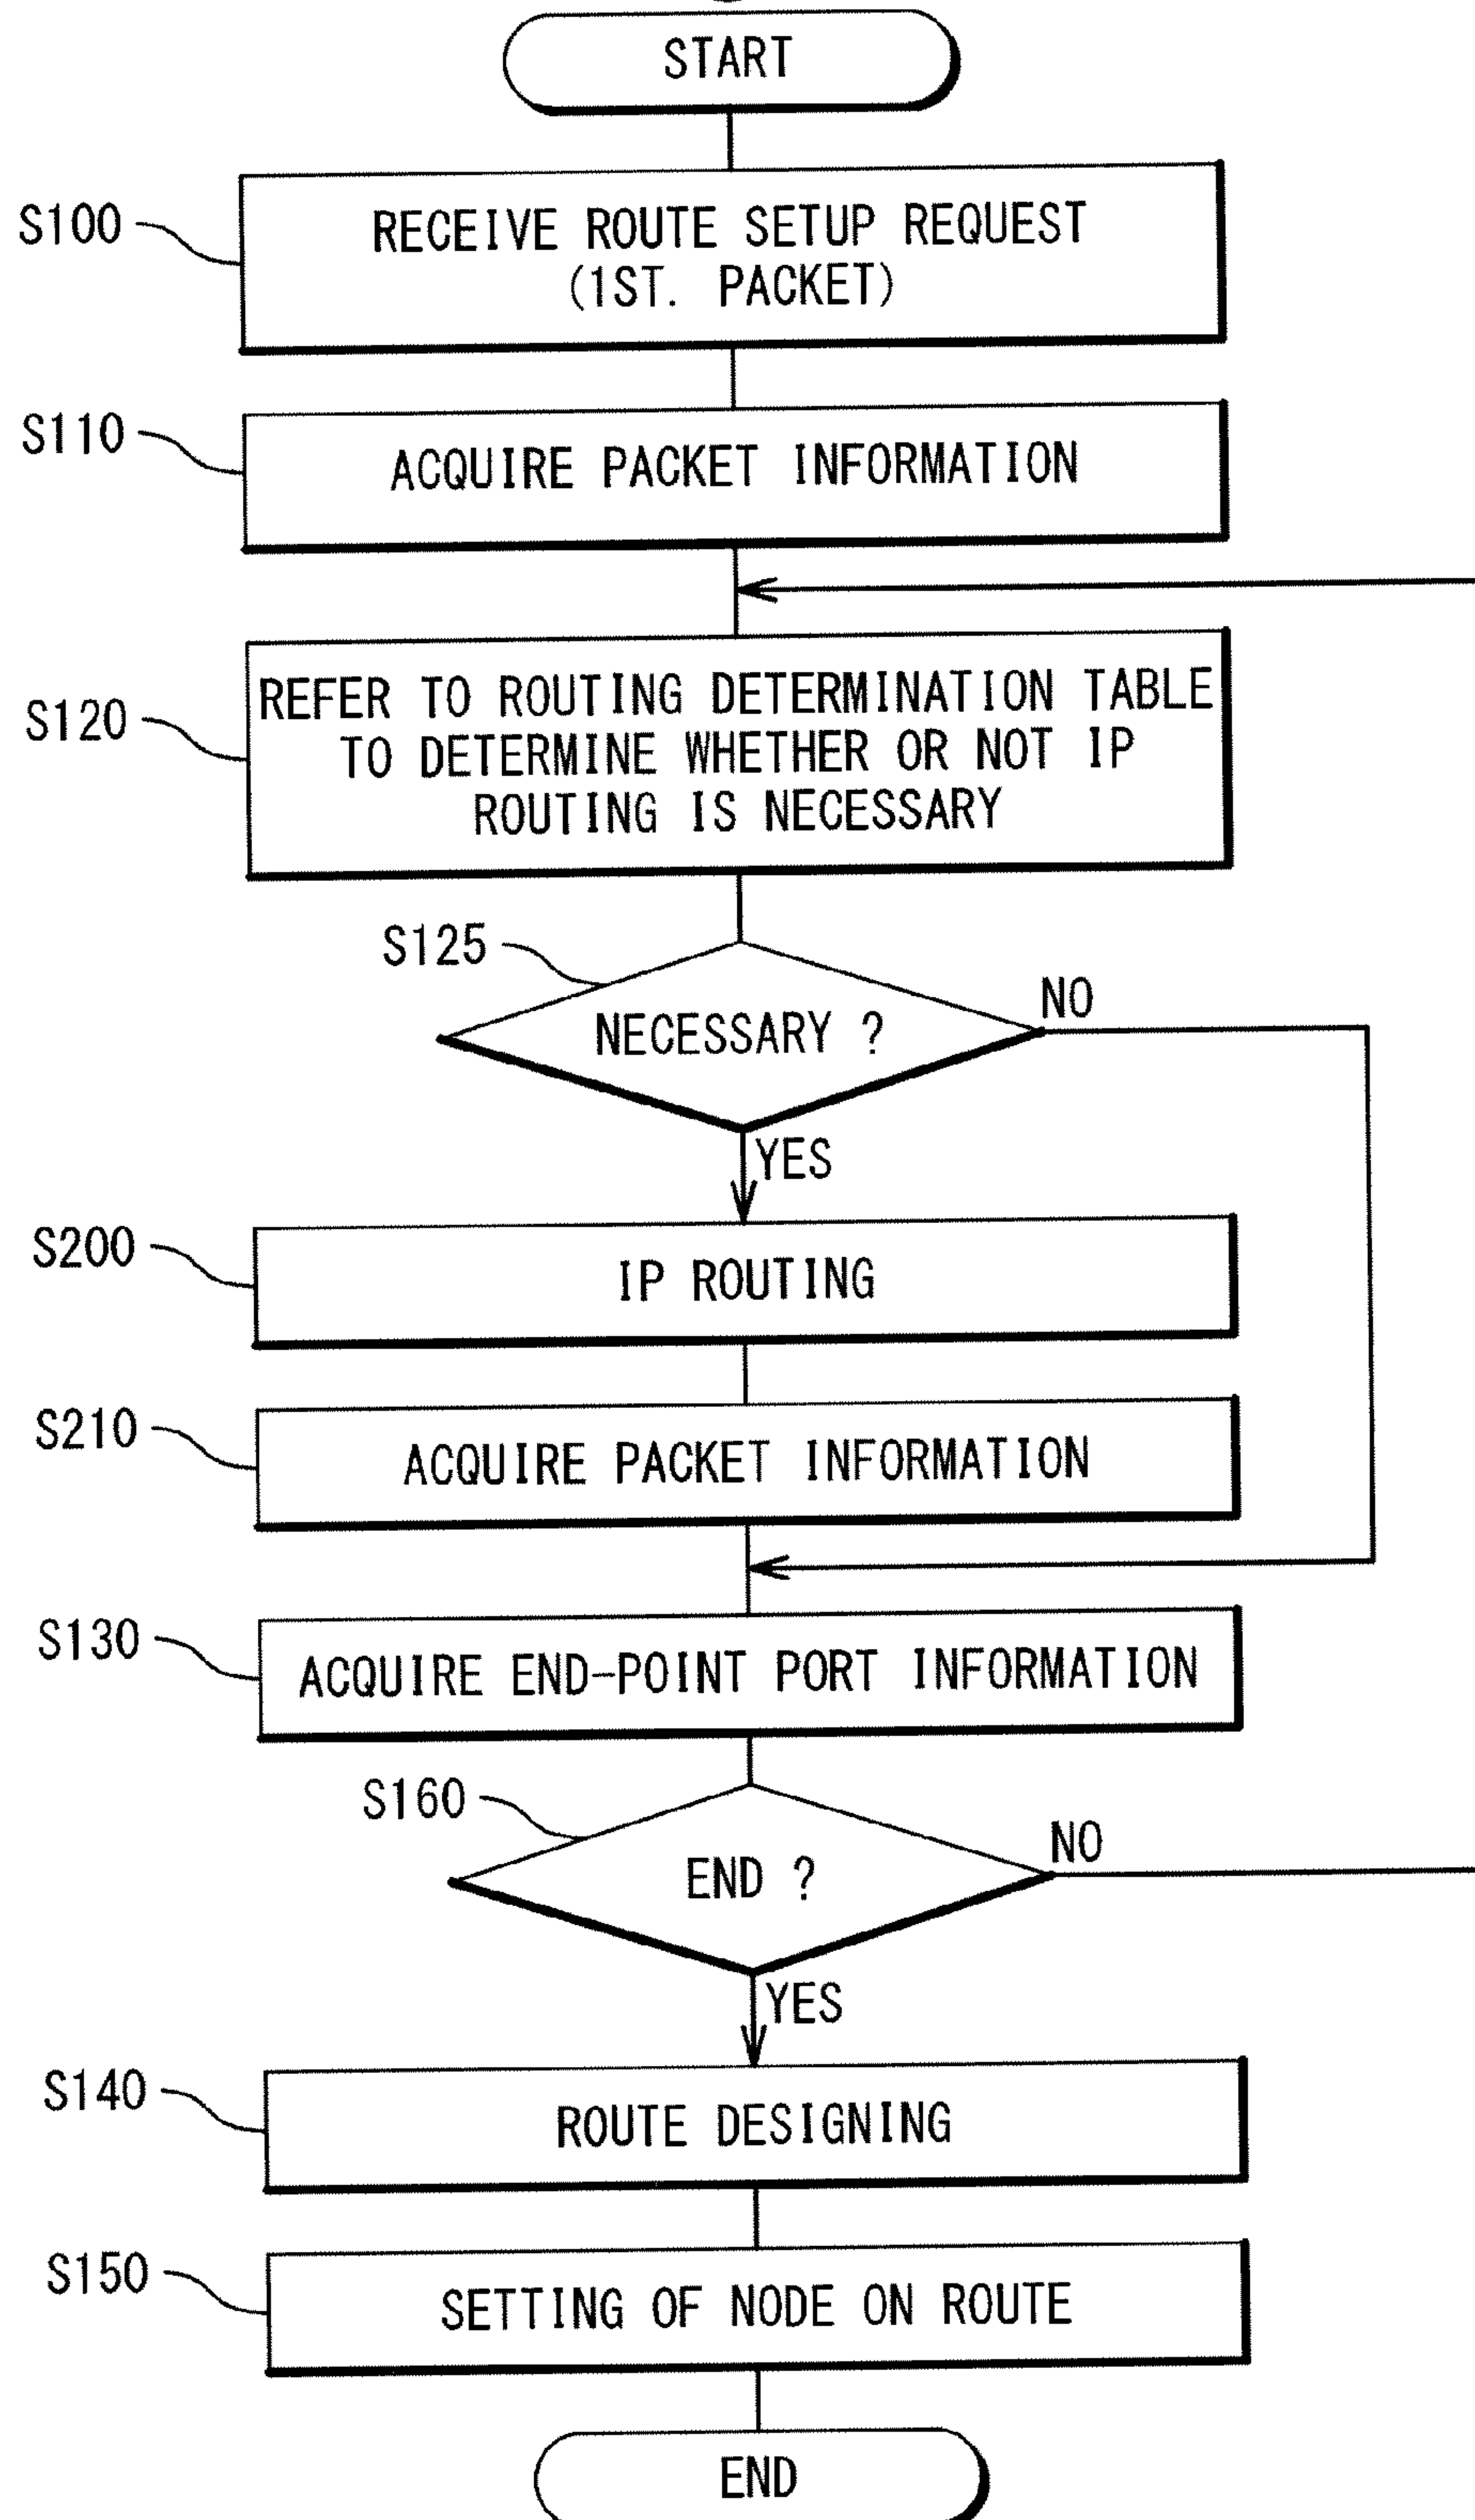 START
S100
RECEIVE ROUTE SETUP REQUEST
(1ST. PACKET)
S110
ACQUIRE PACKET INFORMATION
S120
REFER TO ROUTING DETERMINATION TABLE
TO DETERMINE WHETHER OR NOT IP
ROUTING IS NECESSARY
S125
NECESSARY ?
NO
YES
S200
IP ROUTING
S210
ACQUIRE PACKET INFORMATION
S130
ACQUIRE END-POINT PORT INFORMATION
S160
END ?
NO
YES
S140
ROUTE DESIGNING
S150
SETTING OF NODE ON ROUTE
END